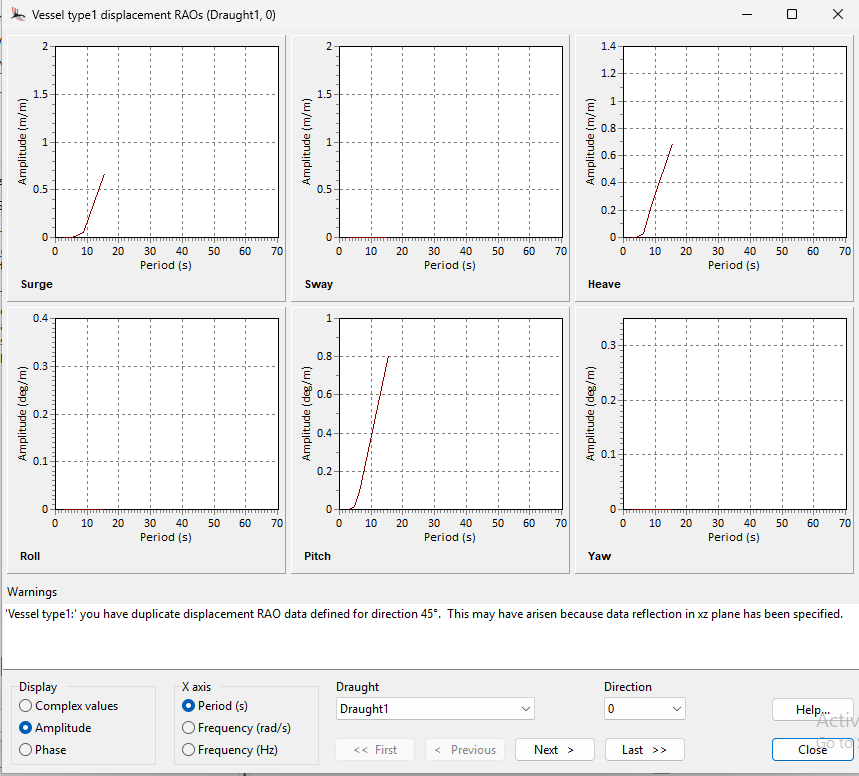 Vessel type1 displacement RAOs (Draught1, 0)
2
1.5
1
0.5
0
Amplitude (m/m)
0 10 20 30 40 50 60 70
Period (s)
Surge
2
1.5
1
0.5
0
Amplitude (m/m)
0 10 20 30 40 50 60 70
Period (s)
Sway
1.4
1.2
1
0.8
0.6
0.4
0.2
0
Amplitude (m/m)
0 10 20 30 40 50 60 70
Period (s)
Heave
0.4
0.3
0.2
0.1
0
Amplitude (deg/m)
0 10 20 30 40 50 60 70
Period (s)
Roll
1
0.8
0.6
0.4
0.2
0
Amplitude (deg/m)
0 10 20 30 40 50 60 70
Period (s)
Pitch
0.3
0.2
0.1
0
Amplitude (deg/m)
0 10 20 30 40 50 60 70
Period (s)
Yaw
Warnings
'Vessel type1:' you have duplicate displacement RAO data defined for direction 45°. This may have arisen because data reflection in xz plane has been specified.
Display
Complex values
Amplitude
Phase
X axis
Period (s)
Frequency (rad/s)
Frequency (Hz)
Draught
Draught1
Direction
0
<< First
< Previous
Next >
Last >>
Help...
Close
Activ
Go to S